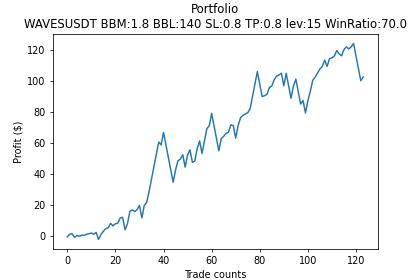 Portfolio
WAVESUSDT BBM:1.8 BBL:140 SL:0.8 TP:0.8 lev:15 WinRatio:70.0
Profit ($)
120
100
80
60
40
20
0
0 20 40 60 80 100 120
Trade counts